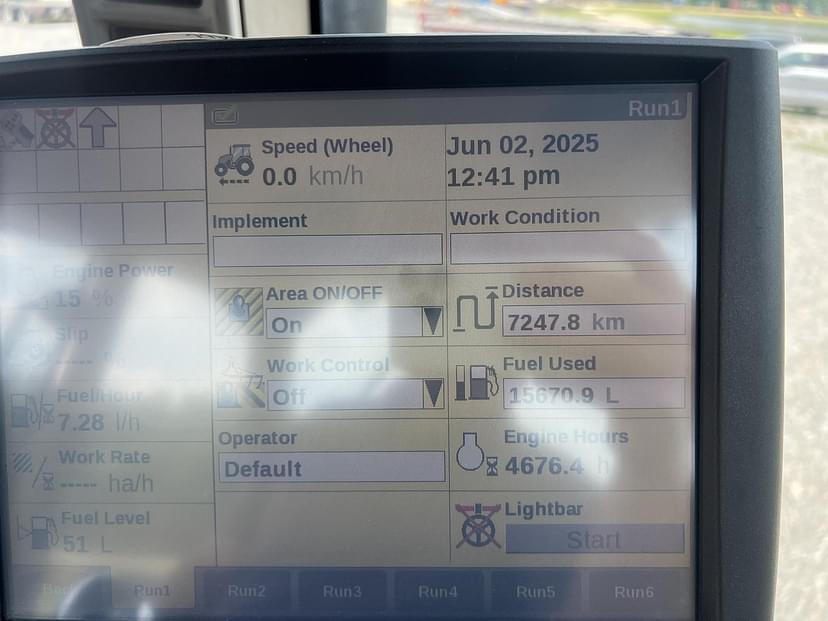 Run1
Speed (Wheel)
0.0 km/h
Jun 02, 2025
12:41 pm
Implement
Work Condition
Engine Power
15 %
Area ON/OFF
On
Distance
7247.8 km
Slip
-----
Work Control
Off
Fuel Used
15670.9 L
Fuel/Hour
7.28 l/h
Operator
Default
Engine Hours
4676.4 h
Work Rate
----- ha/h
Fuel Level
51 L
Lightbar
Start
Run1 Run2 Run3 Run4 Run5 Run6